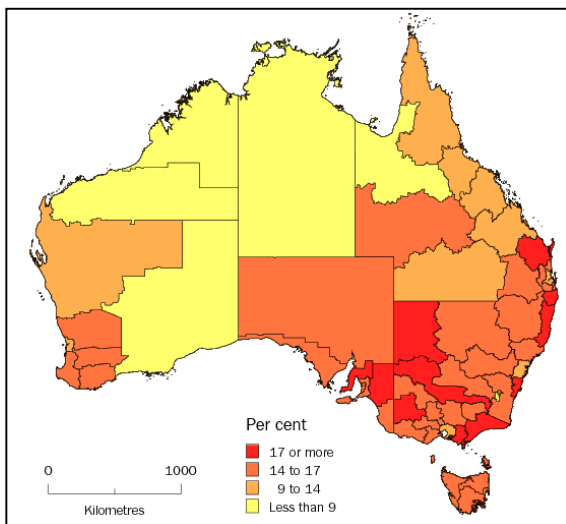 Per cent
17 or more
14 to 17
9 to 14
Less than 9
0 1000
Kilometres